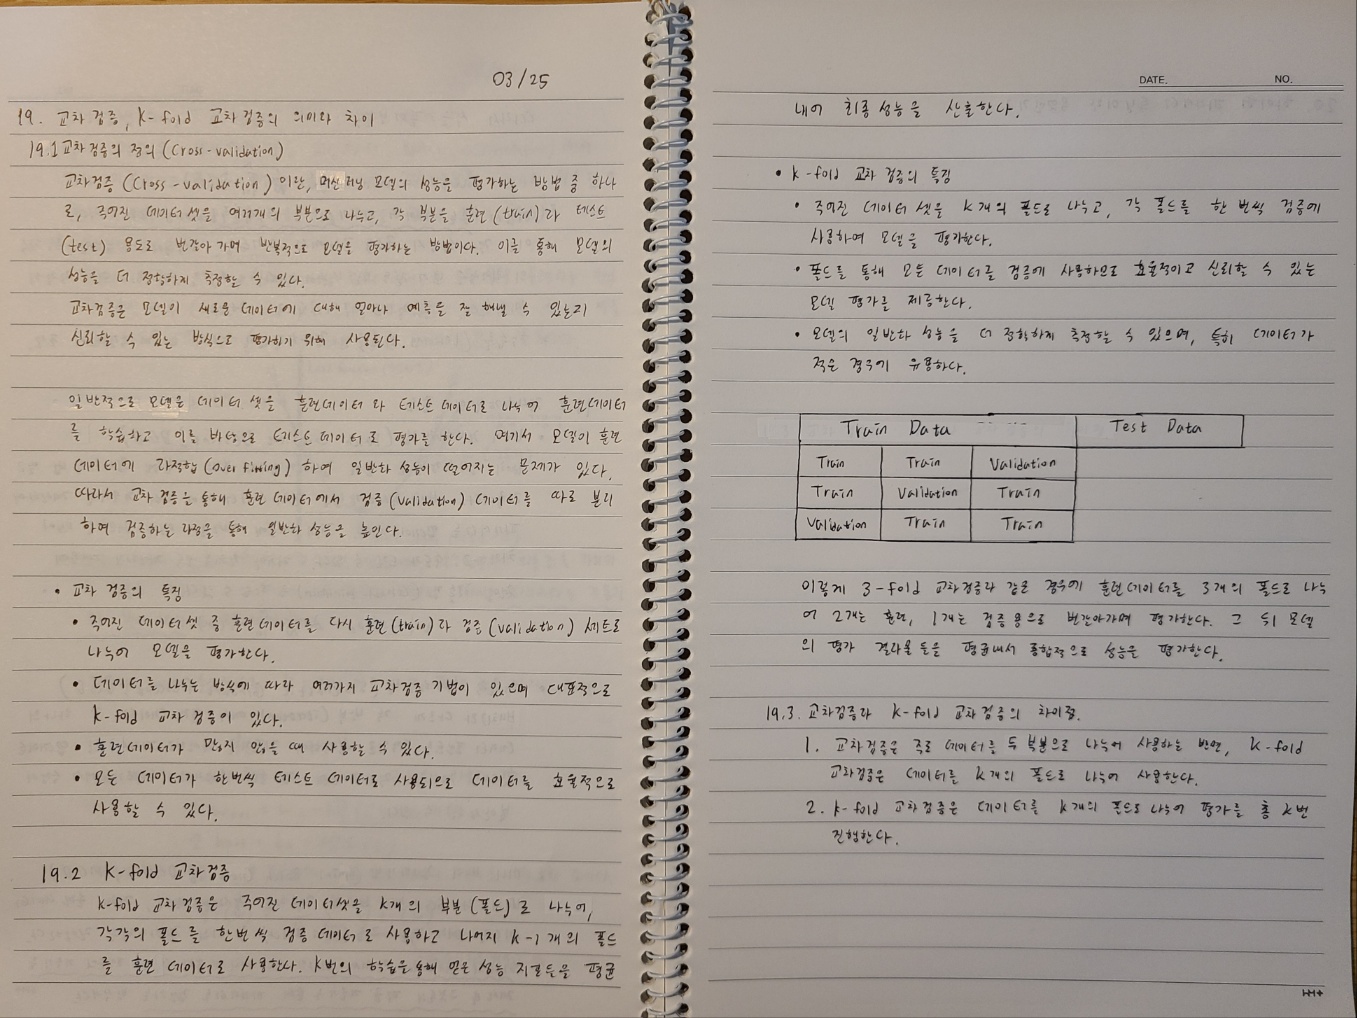 03/25
19. 교차 검증, K-fold 교차검증의 의미와 차이
19.1 교차검증의 정의 (Cross-validation)
교차검증 (Cross-validation) 이란, 머신러닝 모델의 성능을 평가하는 방법 중 하나
로, 주어진 데이터셋을 여러개의 부분으로 나누고, 각 부분을 훈련(train)과 테스트
(test) 용도로 번갈아 가며 반복적으로 모델을 평가하는 방법이다. 이를 통해 모델의
성능을 더 정확하게 측정할 수 있다.
교차검증은 모델이 새로운 데이터에 대해 얼마나 예측을 잘 해낼 수 있는지
신뢰할 수 있는 방식으로 평가하기 위해 사용된다.
일반적으로 모델은 데이터 셋을 훈련데이터 와 테스트 데이터로 나누어 훈련데이터
를 학습하고 이를 바탕으로 테스트 데이터로 평가를 한다. 여기서 모델이 훈련
데이터에 과적합(over fitting) 하여 일반화 성능이 떨어지는 문제가 있다.
따라서 교차 검증을 통해 훈련 데이터에서 검증(validation) 데이터를 따로 분리
하여 검증하는 과정을 통해 일반화 성능을 높인다.
• 교차 검증의 특징
• 주어진 데이터 셋 중 훈련데이터를 다시 훈련(train)과 검증(validation) 세트로
나누어 모델을 평가한다.
• 데이터를 나누는 방식에 따라 여러가지 교차검증 기법이 있으며 대표적으로
K-fold 교차 검증이 있다.
• 훈련데이터가 많지 않을 때 사용할 수 있다.
• 모든 데이터가 한번씩 테스트 데이터로 사용되므로 데이터를 효율적으로
사용할 수 있다.
19.2 K-fold 교차검증
K-fold 교차 검증은 주어진 데이터셋을 K개의 부분(폴드)로 나누어,
각각의 폴드를 한번씩 검증 데이터로 사용하고 나머지 K-1개의 폴드
를 훈련 데이터로 사용한다. K번의 학습을 통해 얻은 성능 지표들을 평균
DATE. NO.
내어 최종 성능을 산출한다.
• K-fold 교차 검증의 특징
• 주어진 데이터 셋을 K개의 폴드로 나누고, 각 폴드를 한 번씩 검증에
사용하여 모델을 평가한다.
• 폴드를 통해 모든 데이터를 검증에 사용하므로 효율적이고 신뢰할 수 있는
모델 평가를 제공한다.
• 모델의 일반화 성능을 더 정확하게 측정할 수 있으며, 특히 데이터가
적은 경우에 유용하다.
Train Data Test Data
Train Train Validation
Train Validation Train
Validation Train Train
이렇게 3-fold 교차검증과 같은 경우에 훈련 데이터를 3개의 폴드로 나누
어 2개는 훈련, 1개는 검증용으로 번갈아가며 평가한다. 그 뒤 모델
의 평가 결과물들을 평균내서 종합적으로 성능을 평가한다.
19.3. 교차검증과 K-fold 교차검증의 차이점.
1. 교차검증은 주로 데이터를 두 부분으로 나누어 사용하는 반면, K-fold
교차검증은 데이터를 K개의 폴드로 나누어 사용한다.
2. K-fold 교차검증은 데이터를 K개의 폴드로 나누어 평가를 총 K번
진행한다.